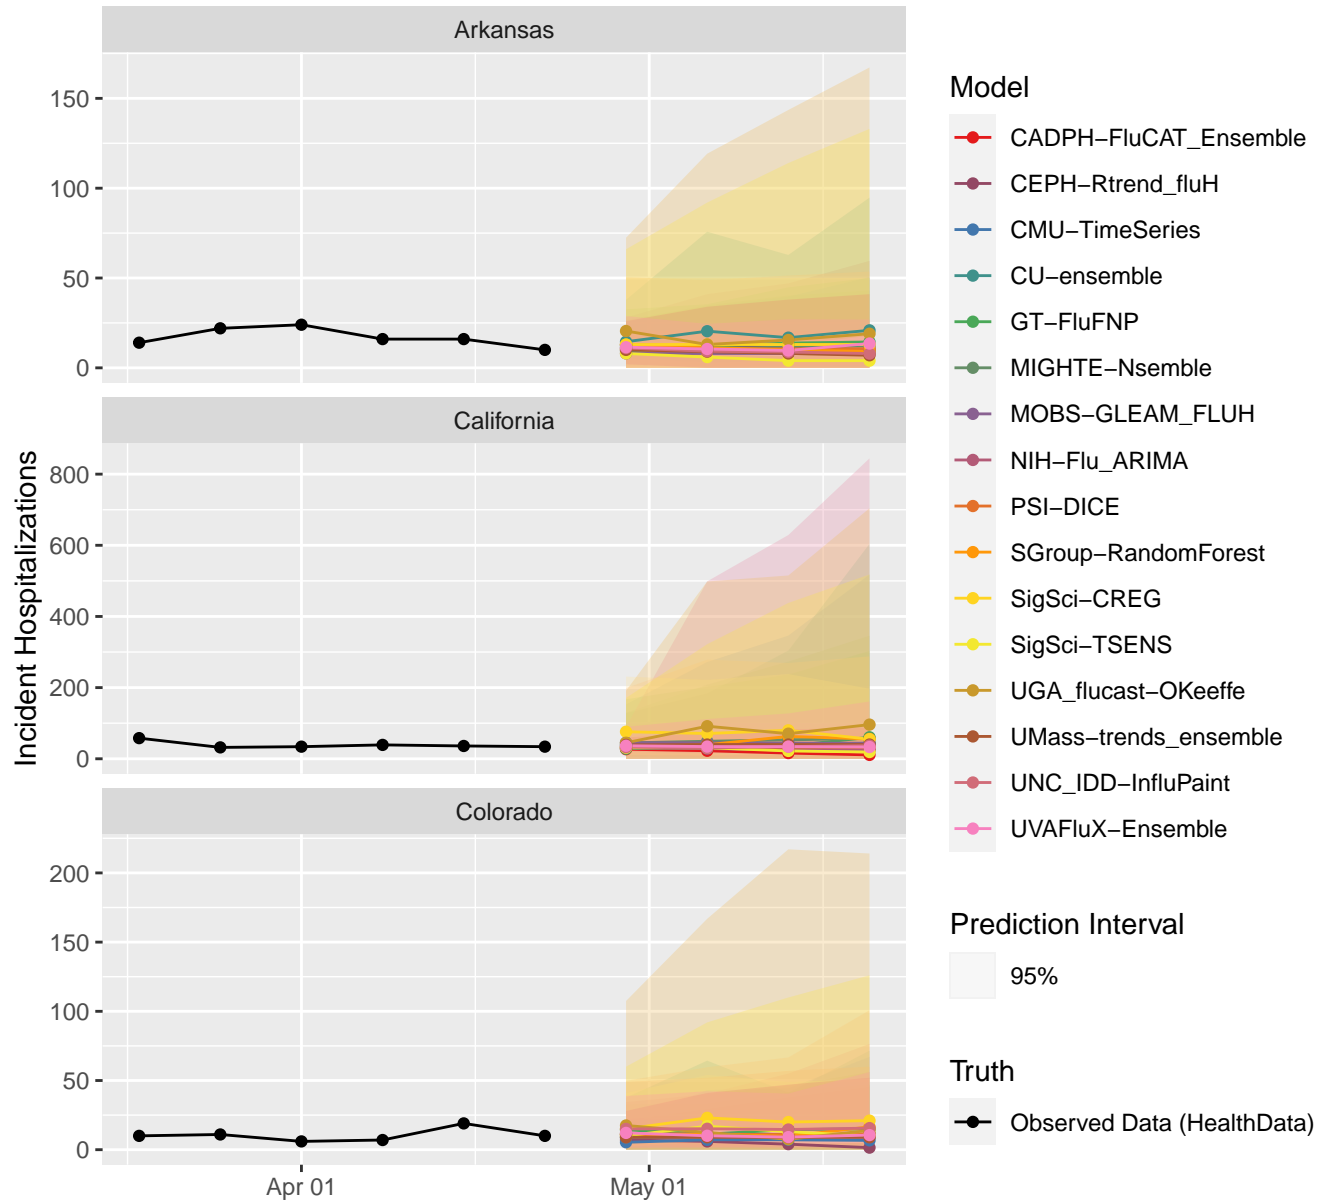 Arkansas
150
100
50
0
California
800
600
400
200
0
Colorado
200
150
100
50
0
Apr 01
May 01
Incident Hospitalizations
Model
CADPH−FluCAT_Ensemble
CEPH−Rtrend_fluH
CMU−TimeSeries
CU−ensemble
GT−FluFNP
MIGHTE−Nsemble
MOBS−GLEAM_FLUH
NIH−Flu_ARIMA
PSI−DICE
SGroup−RandomForest
SigSci−CREG
SigSci−TSENS
UGA_flucast−OKeeffe
UMass−trends_ensemble
UNC_IDD−InfluPaint
UVAFluX−Ensemble
Prediction Interval
95%
Truth
Observed Data (HealthData)